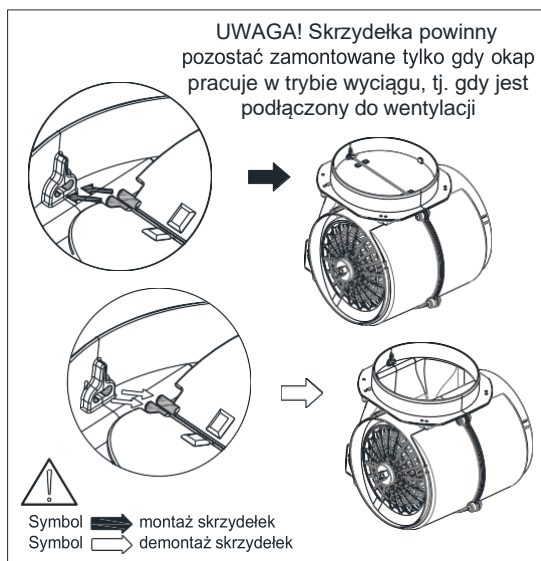 UWAGA! Skrzydełka powinny
pozostać zamontowane tylko gdy okap
pracuje w trybie wyciągu, tj. gdy jest
podłączony do wentylacji
Symbol montaż skrzydełek
Symbol demontaż skrzydełek